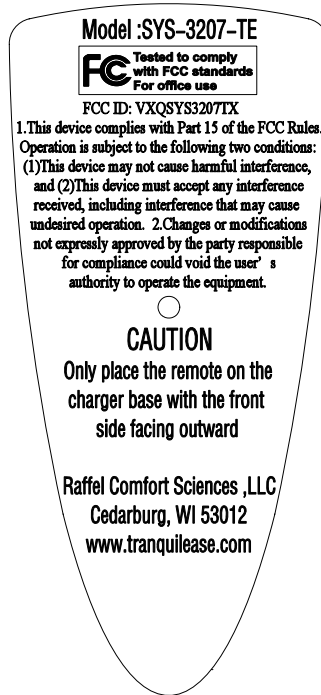 Model :SYS-3207-TE
FC Tested to comply
with FCC standards
For office use
FCC ID: VXQSYS3207TX
1.This device complies with Part 15 of the FCC Rules.
Operation is subject to the following two conditions:
(1)This device may not cause harmful interference,
and (2)This device must accept any interference
received, including interference that may cause
undesired operation. 2.Changes or modifications
not expressly approved by the party responsible
for compliance could void the user’ s
authority to operate the equipment.
CAUTION
Only place the remote on the
charger base with the front
side facing outward
Raffel Comfort Sciences ,LLC
Cedarburg, WI 53012
www.tranquilease.com